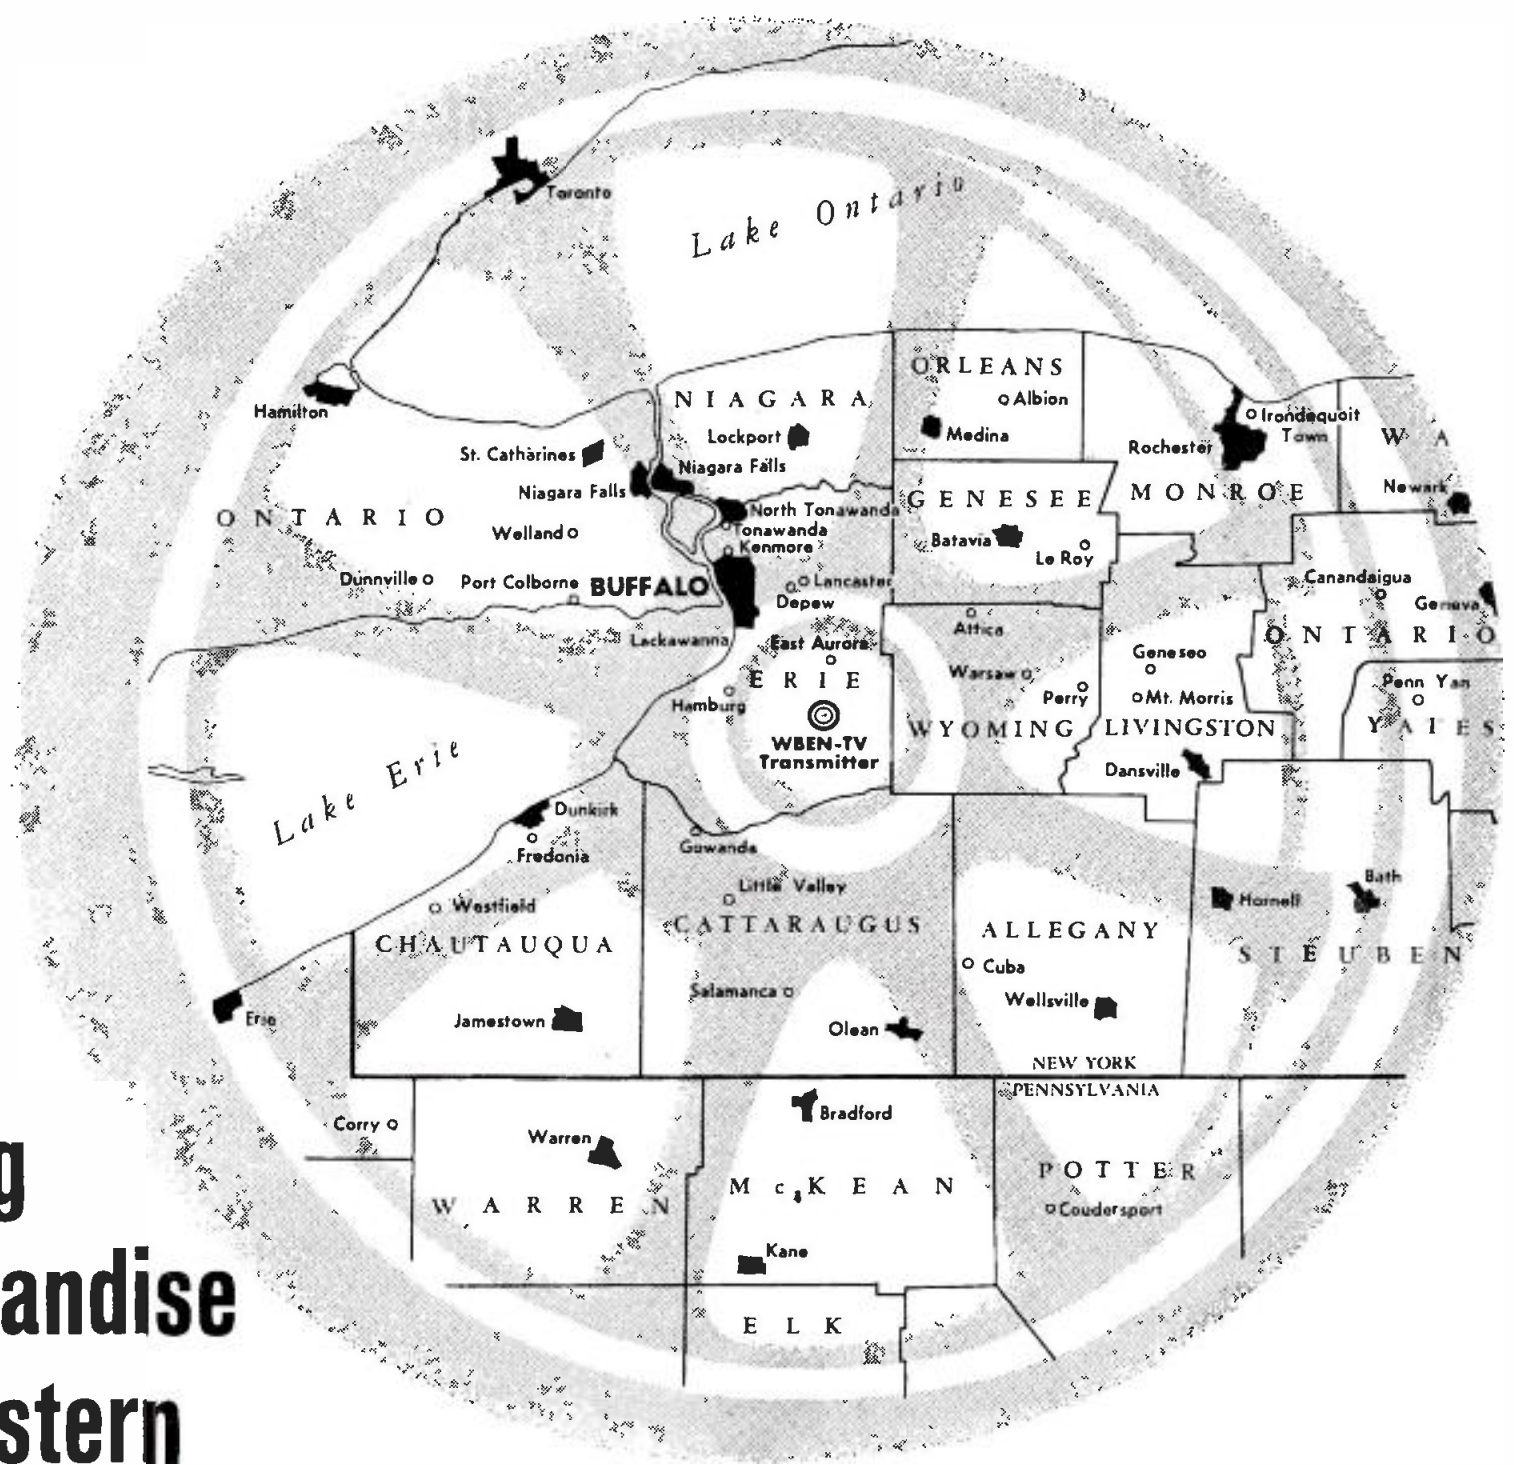 Toronto
Lake Ontario
ORLEANS
NIAGARA
Albion
Hamilton
Irondequoit
Town
Lockport
Medina
Rochester
W A
St. Catharines
Niagara Falls
Niagara Falls
Newark
GENESEE
MONROE
ONTARIO
North Tonawanda
Tonawanda
Welland
Kenmore
Batavia
Le Roy
Dunnville
Port Colborne
BUFFALO
Lancaster
Depew
Canandaigua
Geneva
Attica
ONTARIO
Lackawanna
East Aurora
Geneseo
Warsaw
ERIE
Perry
Mt. Morris
Penn Yan
Hamburg
WYOMING
LIVINGSTON
YATES
WBEN-TV
Transmitter
Lake Erie
Dansville
Dunkirk
Fredonia
Gowanda
Little Valley
Bath
Westfield
Hornell
CATTARAUGUS
CHAUTAUQUA
ALLEGANY
STEUBEN
Cuba
Salamanca
Wellsville
Erie
Jamestown
Olean
NEW YORK
PENNSYLVANIA
Corry
Bradford
Warren
POTTER
McKEAN
WARREN
Coudersport
Kane
ELK
g
andise
stern